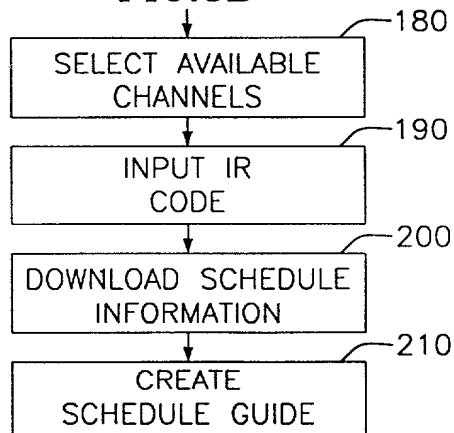 180
SELECT AVAILABLE
CHANNELS
190
INPUT IR
CODE
200
DOWNLOAD SCHEDULE
INFORMATION
210
CREATE
SCHEDULE GUIDE